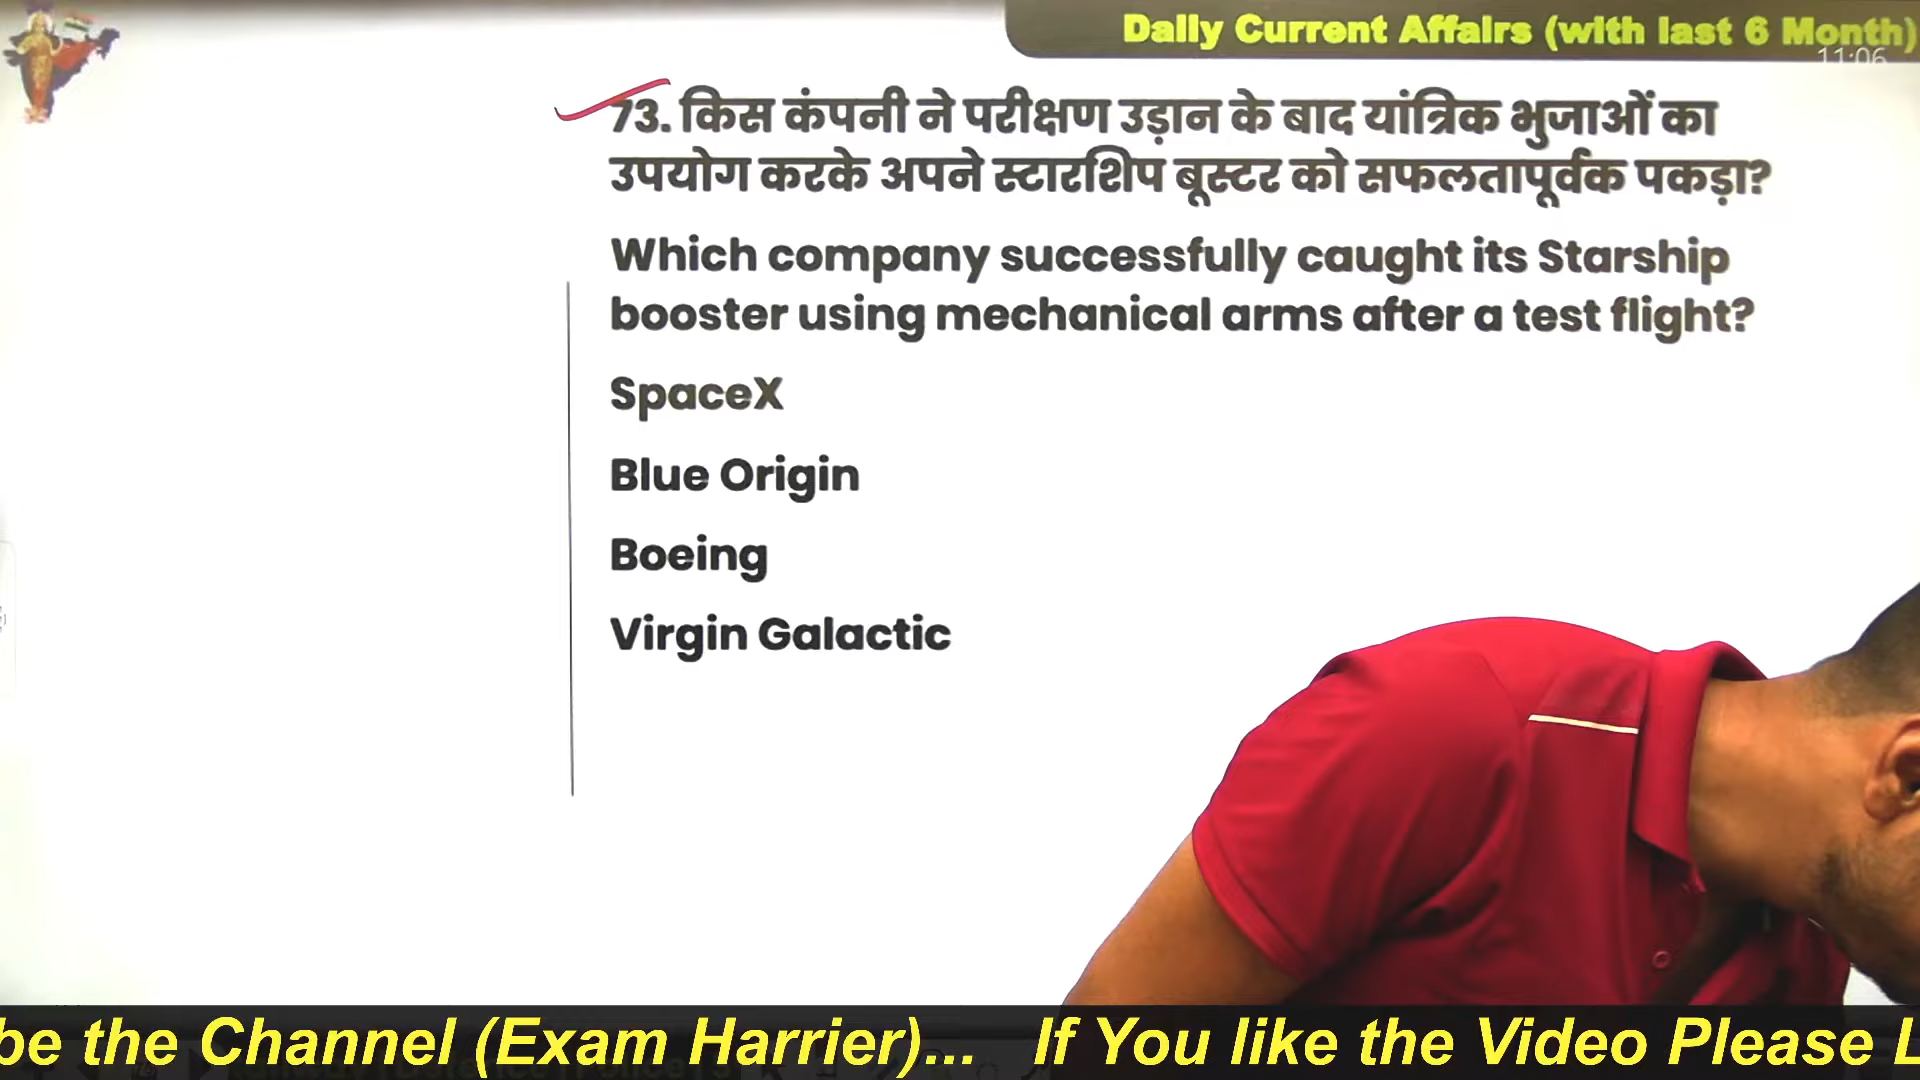 Daily Current Affairs (with last 6 Month)
11:06
73. किस कंपनी ने परीक्षण उड़ान के बाद यांत्रिक भुजाओं का
उपयोग करके अपने स्टारशिप बूस्टर को सफलतापूर्वक पकड़ा?
Which company successfully caught its Starship
booster using mechanical arms after a test flight?
SpaceX
Blue Origin
Boeing
Virgin Galactic
be the Channel (Exam Harrier)... If You like the Video Please L